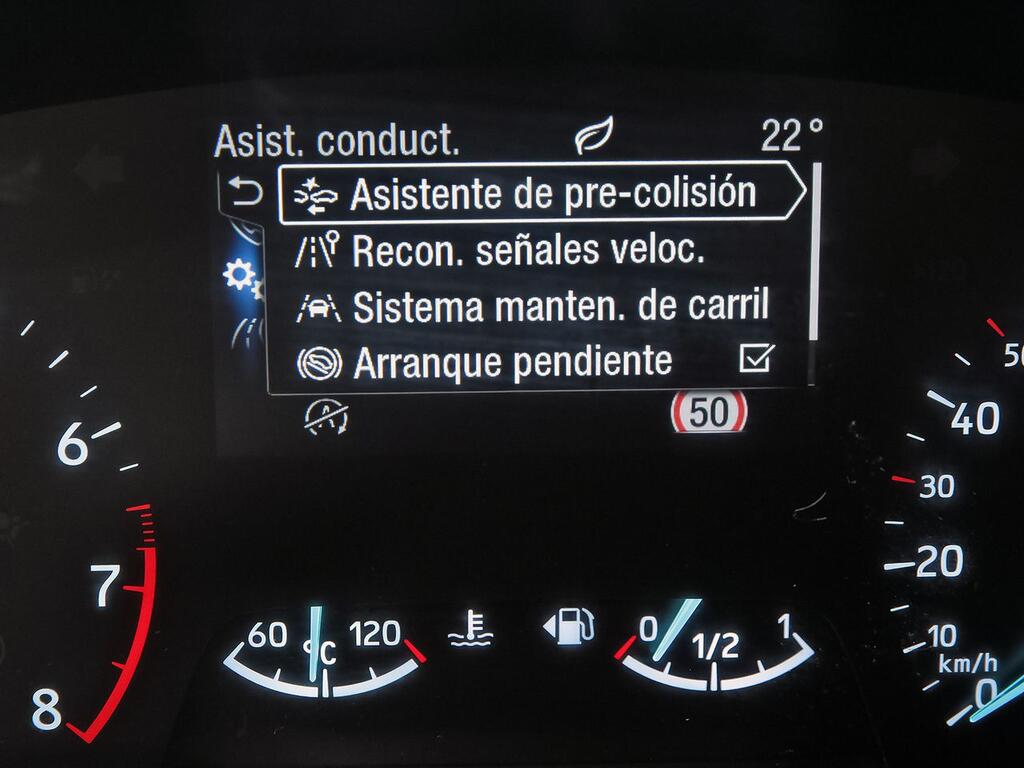 Asist. conduct. 22°
Asistente de pre-colisión
Recon. señales veloc.
Sistema manten. de carril
Arranque pendiente
A
50
6
7
8
60 °C 120
0 1/2 1
40
30
20
10
km/h
0